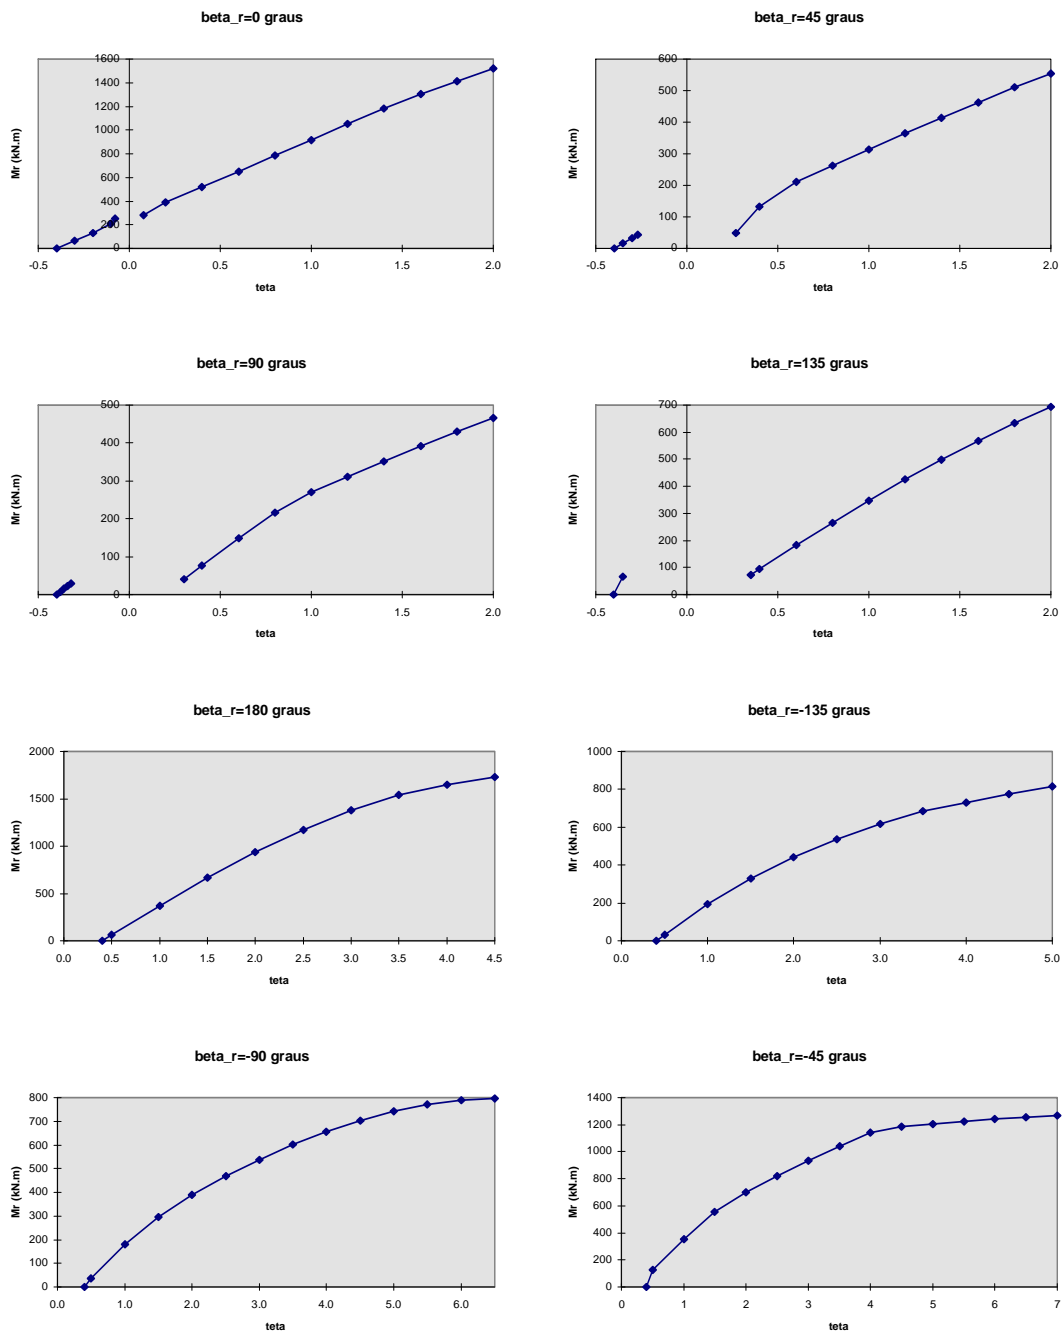 beta_r=0 graus
Mr (kN.m)
1600
1400
1200
1000
800
600
400
200
0
-0.5 0.0 0.5 1.0 1.5 2.0
teta
beta_r=45 graus
Mr (kN.m)
600
500
400
300
200
100
0
-0.5 0.0 0.5 1.0 1.5 2.0
teta
beta_r=90 graus
Mr (kN.m)
500
400
300
200
100
0
-0.5 0.0 0.5 1.0 1.5 2.0
teta
beta_r=135 graus
Mr (kN.m)
700
600
500
400
300
200
100
0
-0.5 0.0 0.5 1.0 1.5 2.0
teta
beta_r=180 graus
Mr (kN.m)
2000
1500
1000
500
0
0.0 0.5 1.0 1.5 2.0 2.5 3.0 3.5 4.0 4.5
teta
beta_r=-135 graus
Mr (kN.m)
1000
800
600
400
200
0
0.0 1.0 2.0 3.0 4.0 5.0
teta
beta_r=-90 graus
Mr (kN.m)
800
700
600
500
400
300
200
100
0
0.0 1.0 2.0 3.0 4.0 5.0 6.0
teta
beta_r=-45 graus
Mr (kN.m)
1400
1200
1000
800
600
400
200
0
0 1 2 3 4 5 6 7
teta